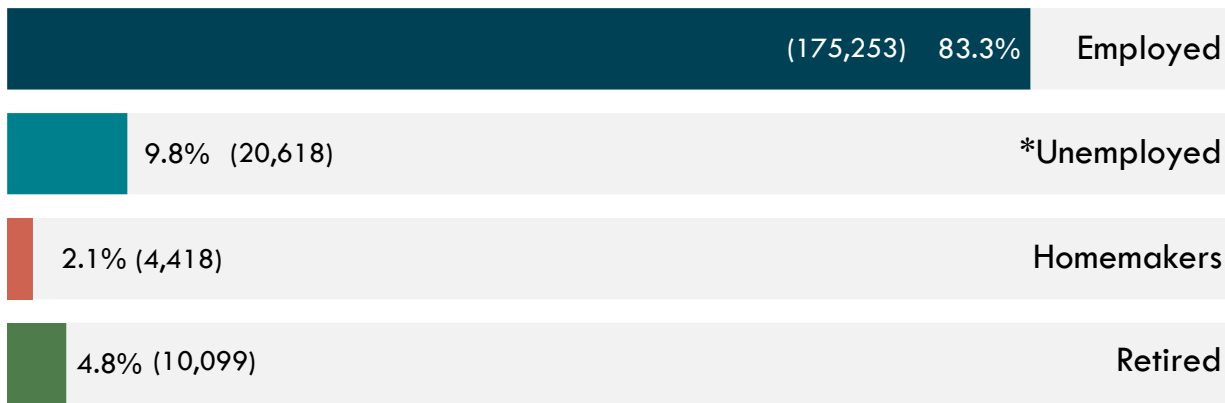 (175,253) 83.3% Employed
9.8% (20,618) *Unemployed
2.1% (4,418) Homemakers
4.8% (10,099) Retired